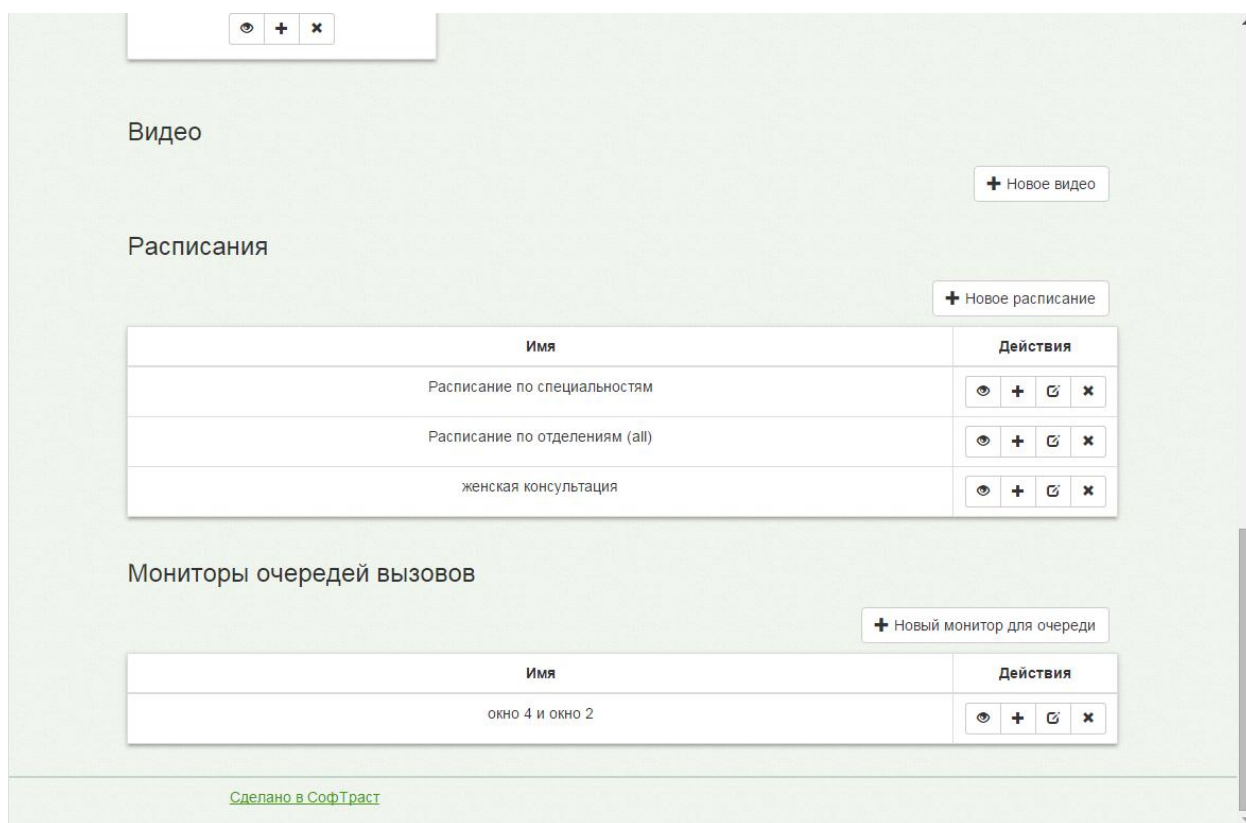 Видео
Новое видео
Расписания
Новое расписание
Имя Действия
Расписание по специальностям
Расписание по отделениям (all)
женская консультация
Мониторы очередей вызовов
Новый монитор для очереди
Имя Действия
окно 4 и окно 2
Сделано в СофТраст